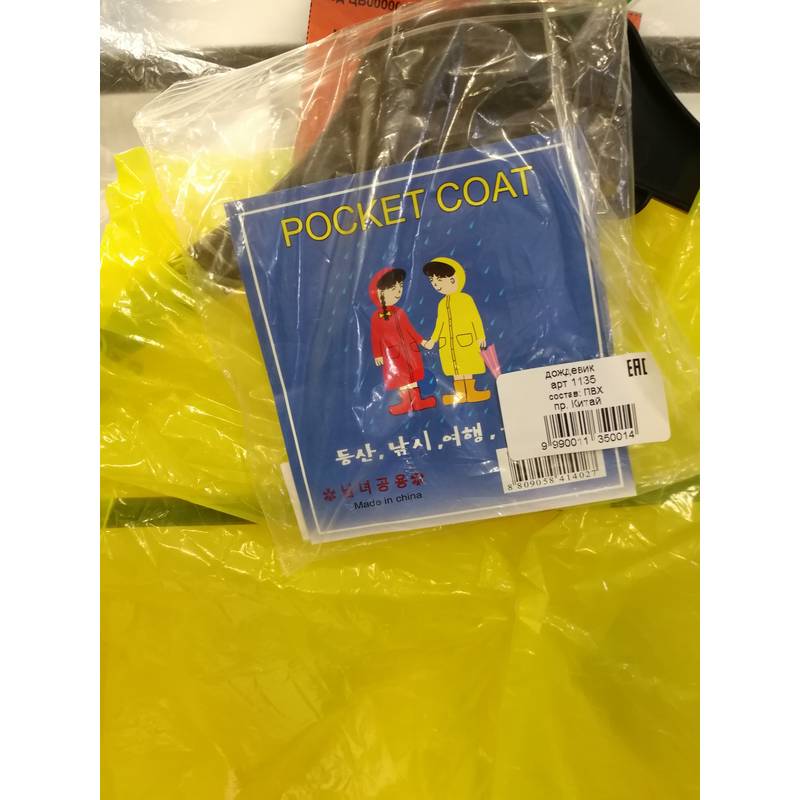 POCKET COAT
дождевик
арт 1135
состав: ПВХ
пр. Китай
EAC
9 990011 350014
등산, 낚시, 여행,
8 809058 414027
남녀공용
Made in china